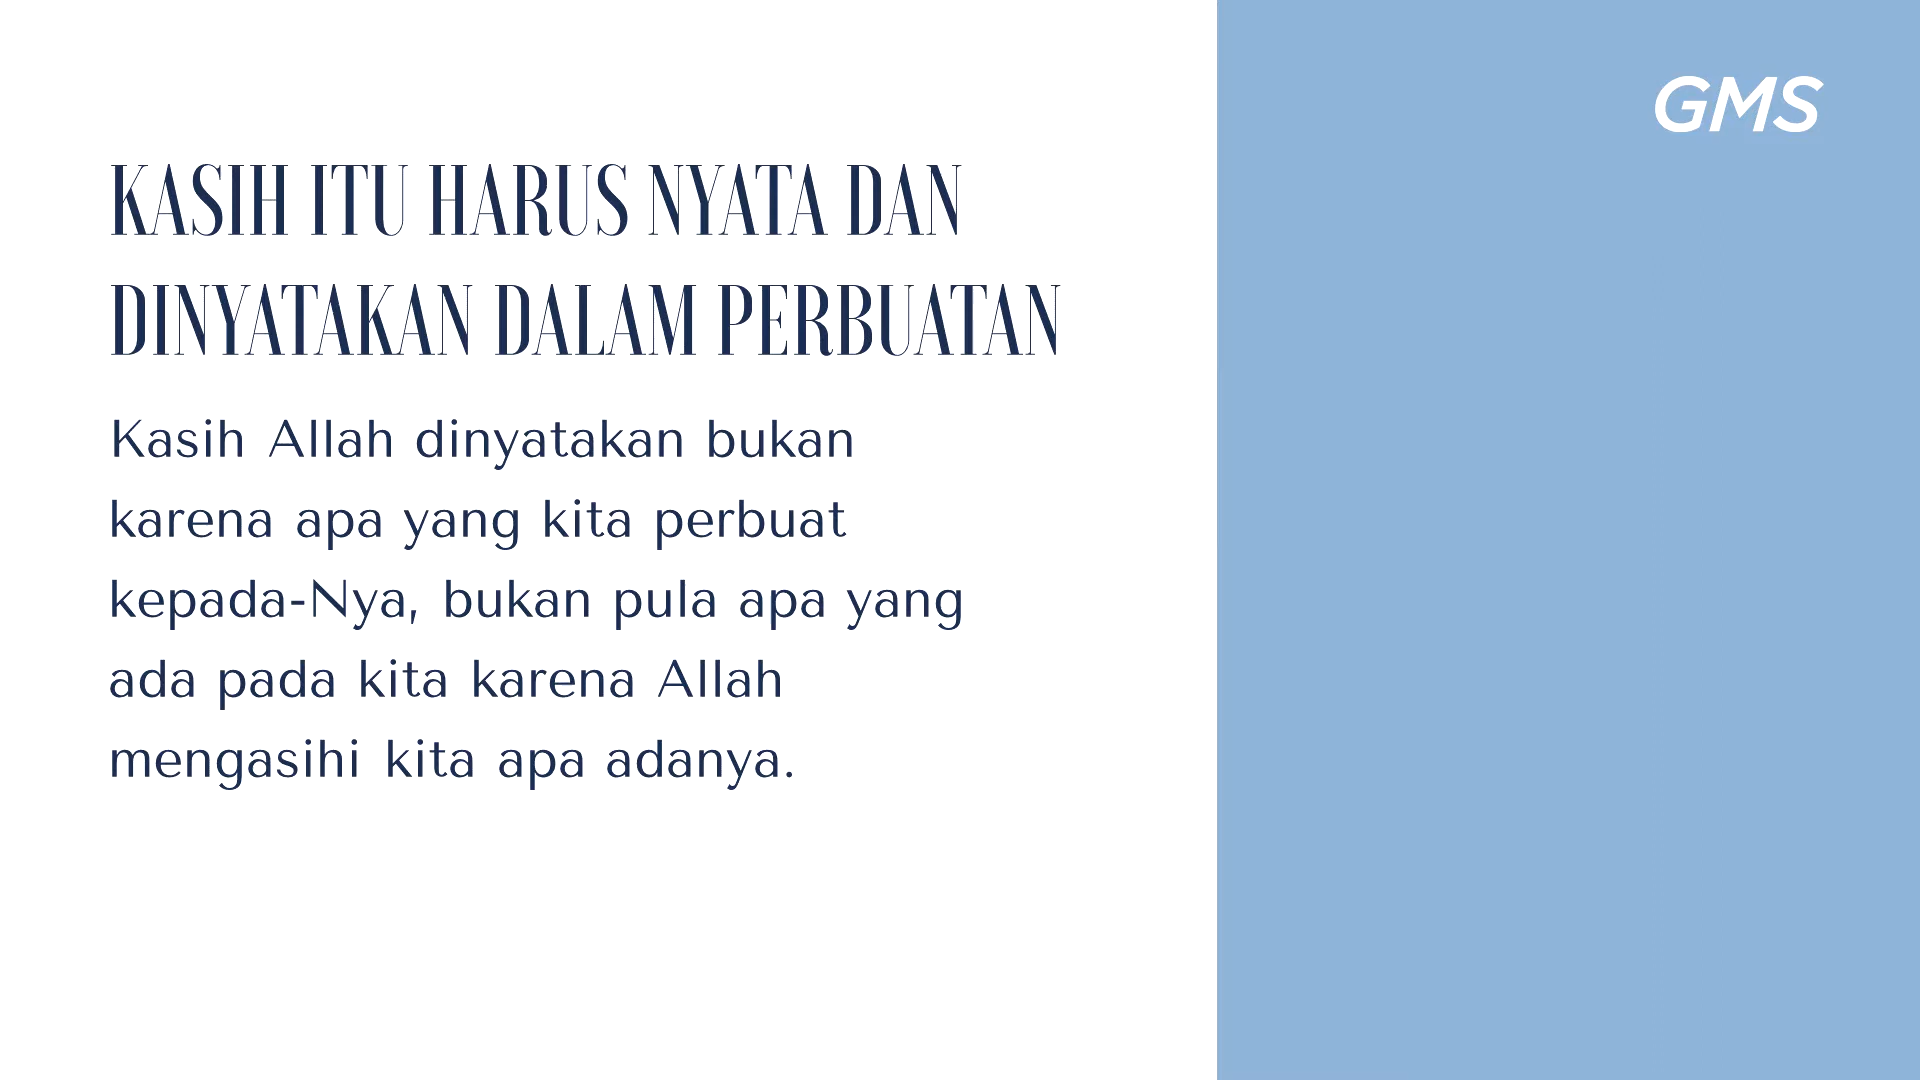 GMS
KASIH ITU HARUS NYATA DAN
DINYATAKAN DALAM PERBUATAN
Kasih Allah dinyatakan bukan
karena apa yang kita perbuat
kepada-Nya, bukan pula apa yang
ada pada kita karena Allah
mengasihi kita apa adanya.